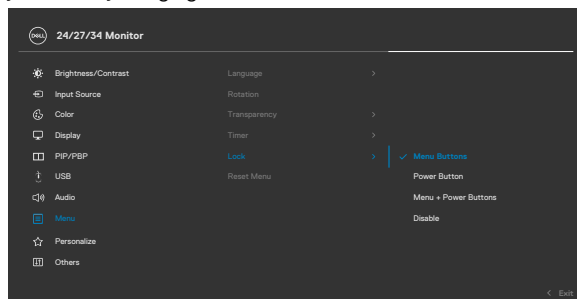 DELL 24/27/34 Monitor
Brightness/Contrast Language >
Input Source Rotation
Color Transparency >
Display Timer >
PIP/PBP Lock > ✓ Menu Buttons
USB Reset Menu Power Button
Audio Menu + Power Buttons
Menu Disable
Personalize
Others
< Exit